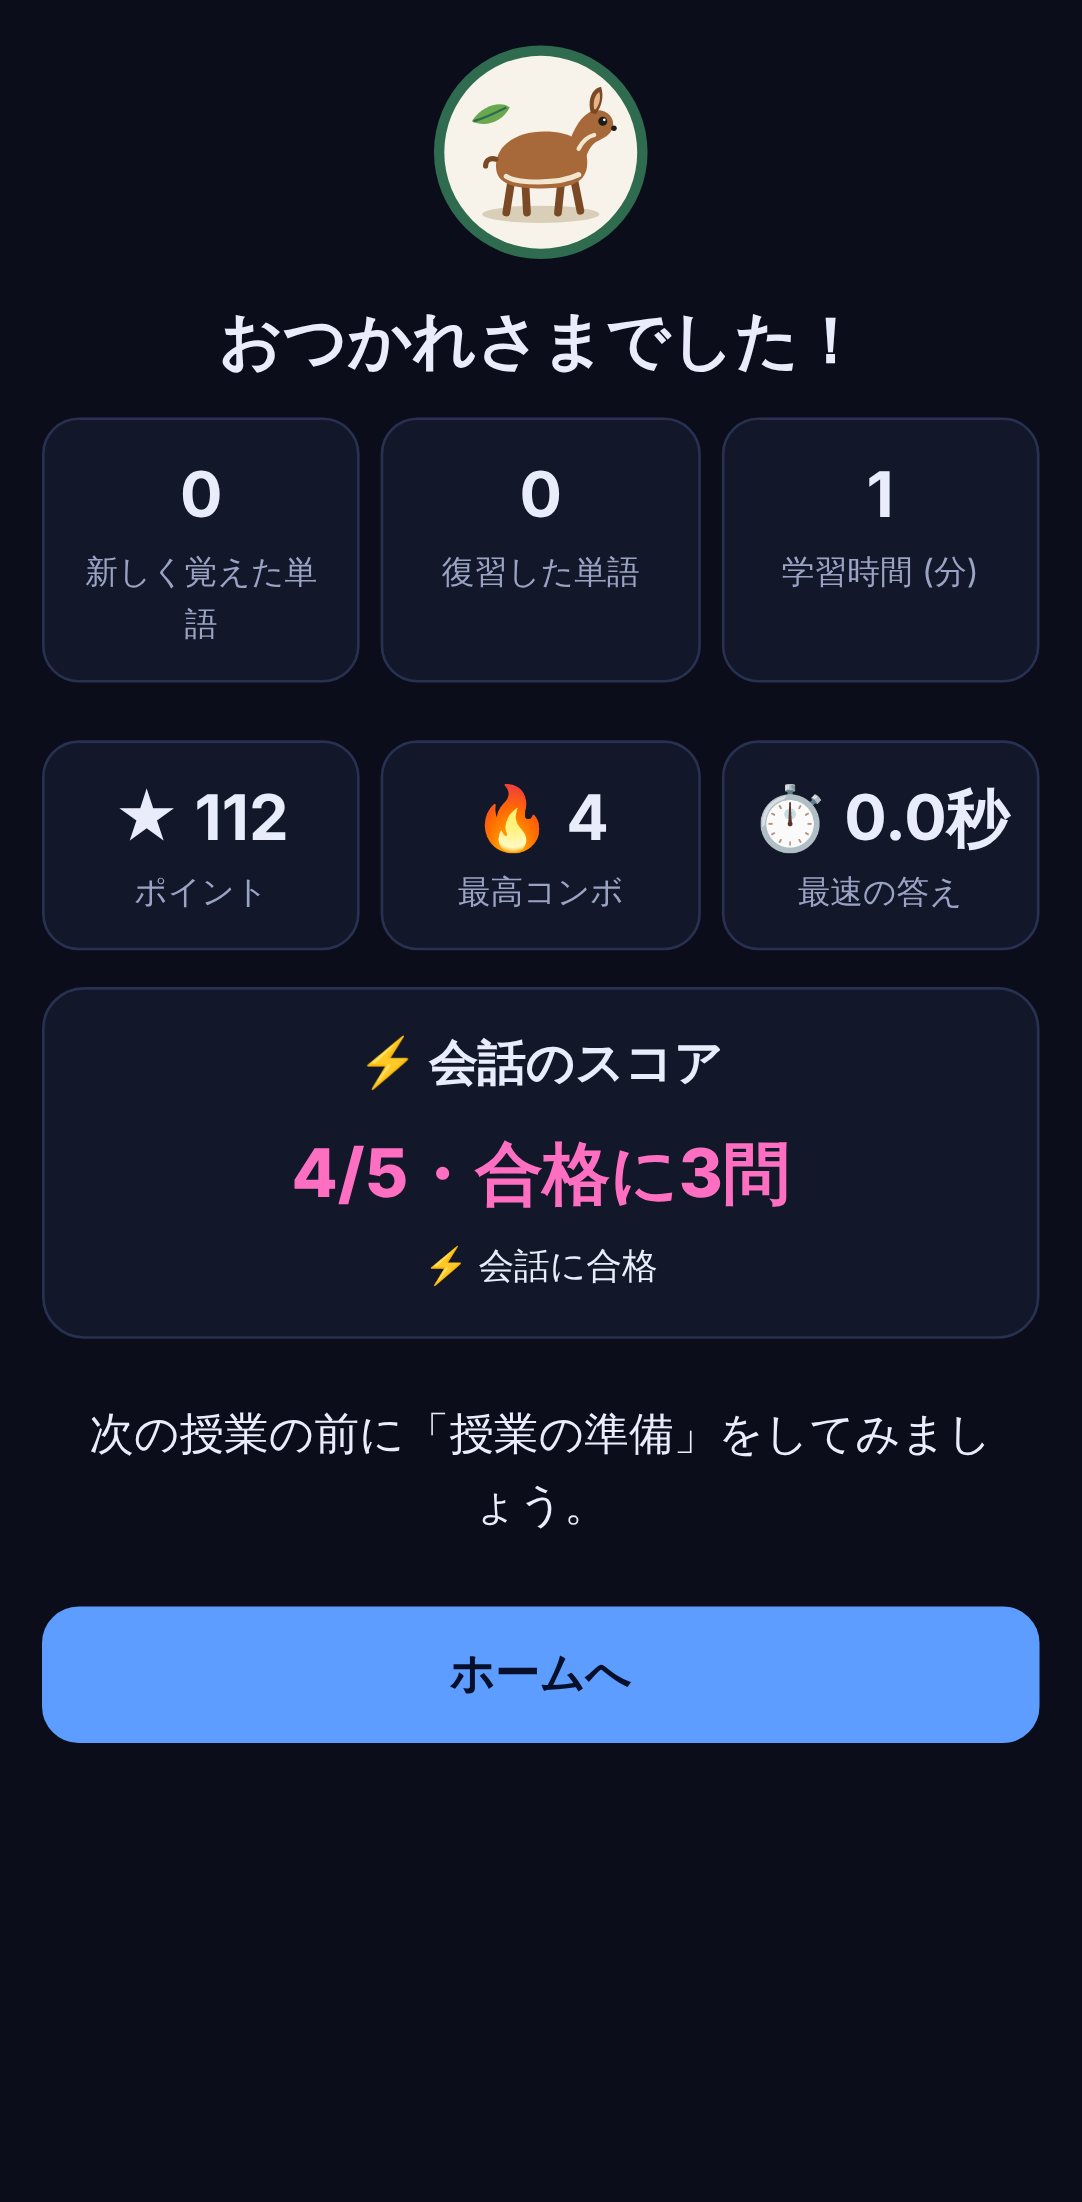 おつかれさまでした！
0
新しく覚えた単
語
0
復習した単語
1
学習時間 (分)
★ 112
ポイント
🔥 4
最高コンボ
⏱️ 0.0秒
最速の答え
⚡ 会話のスコア
4/5・合格に3問
⚡ 会話に合格
次の授業の前に「授業の準備」をしてみまし
ょう。
ホームへ